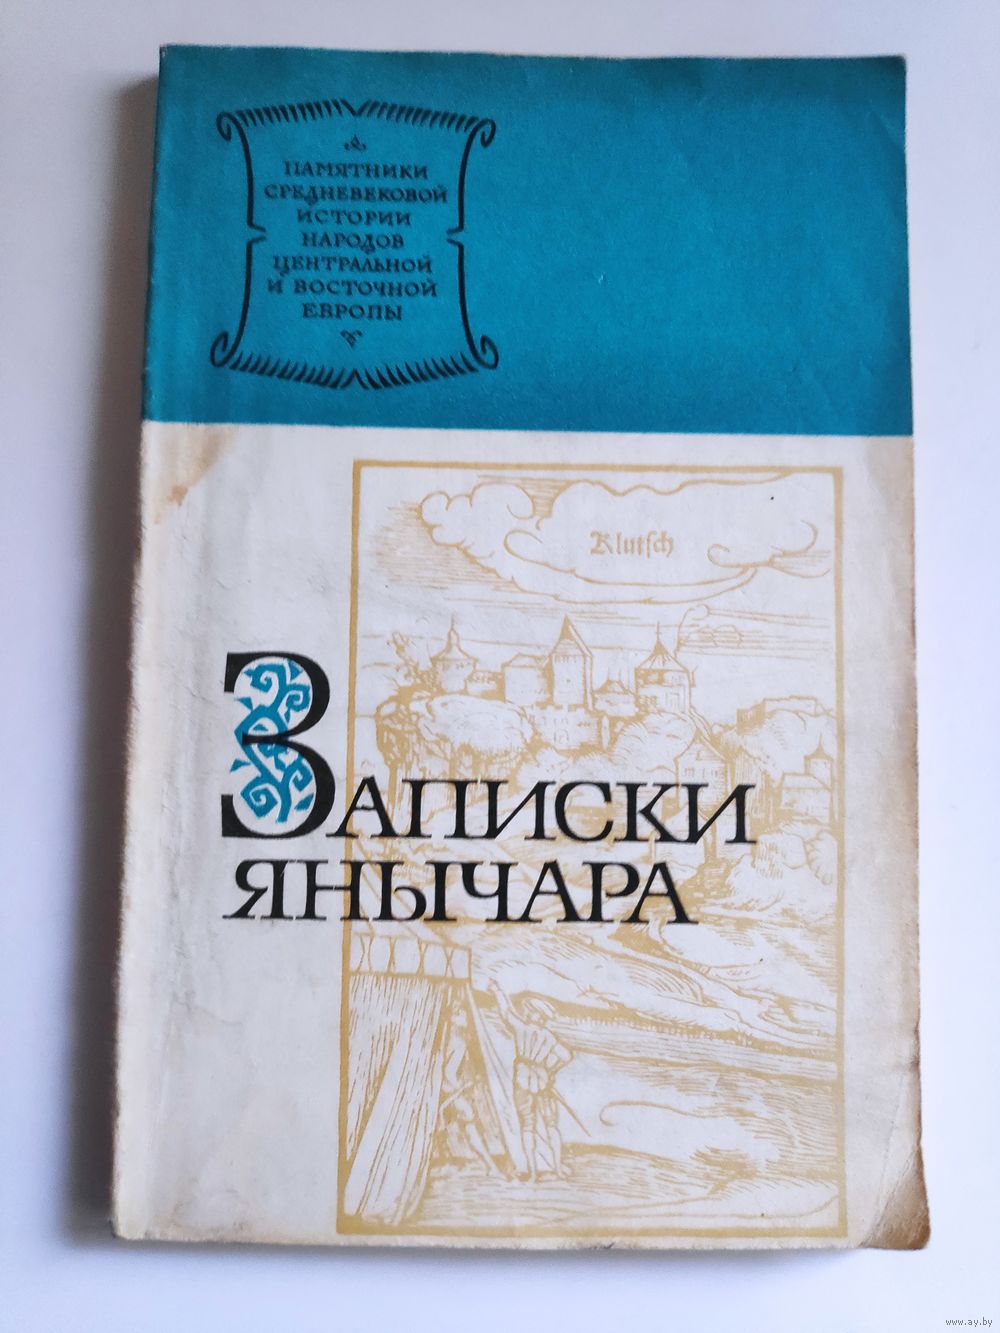 ПАМЯТНИКИ
СРЕДНЕВЕКОВОЙ
ИСТОРИИ
НАРОДОВ
ЦЕНТРАЛЬНОЙ
И ВОСТОЧНОЙ
ЕВРОПЫ
Klutsch
ЗАПИСКИ
ЯНЫЧАРА
www.ay.by